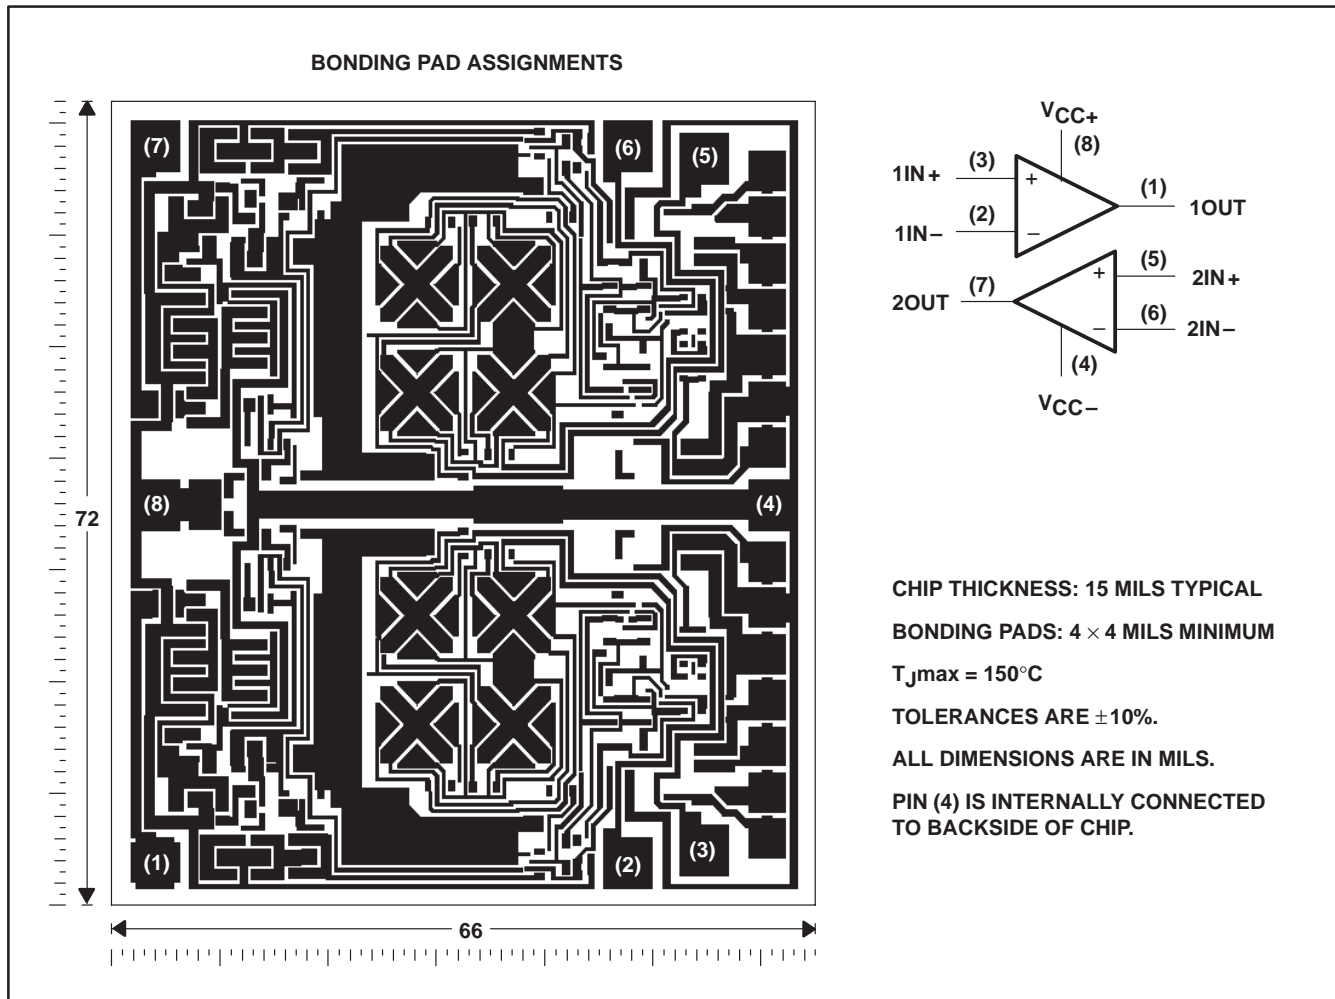 BONDING PAD ASSIGNMENTS
(7)
(6)
(5)
(8)
(4)
(1)
(2)
(3)
72
66
VCC+
(8)
1IN+
(3)
+
(1)
1OUT
1IN−
(2)
−
2OUT
(7)
+
(5)
2IN+
−
(6)
2IN−
(4)
VCC−
CHIP THICKNESS: 15 MILS TYPICAL
BONDING PADS: 4 × 4 MILS MINIMUM
TJmax = 150°C
TOLERANCES ARE ±10%.
ALL DIMENSIONS ARE IN MILS.
PIN (4) IS INTERNALLY CONNECTED
TO BACKSIDE OF CHIP.